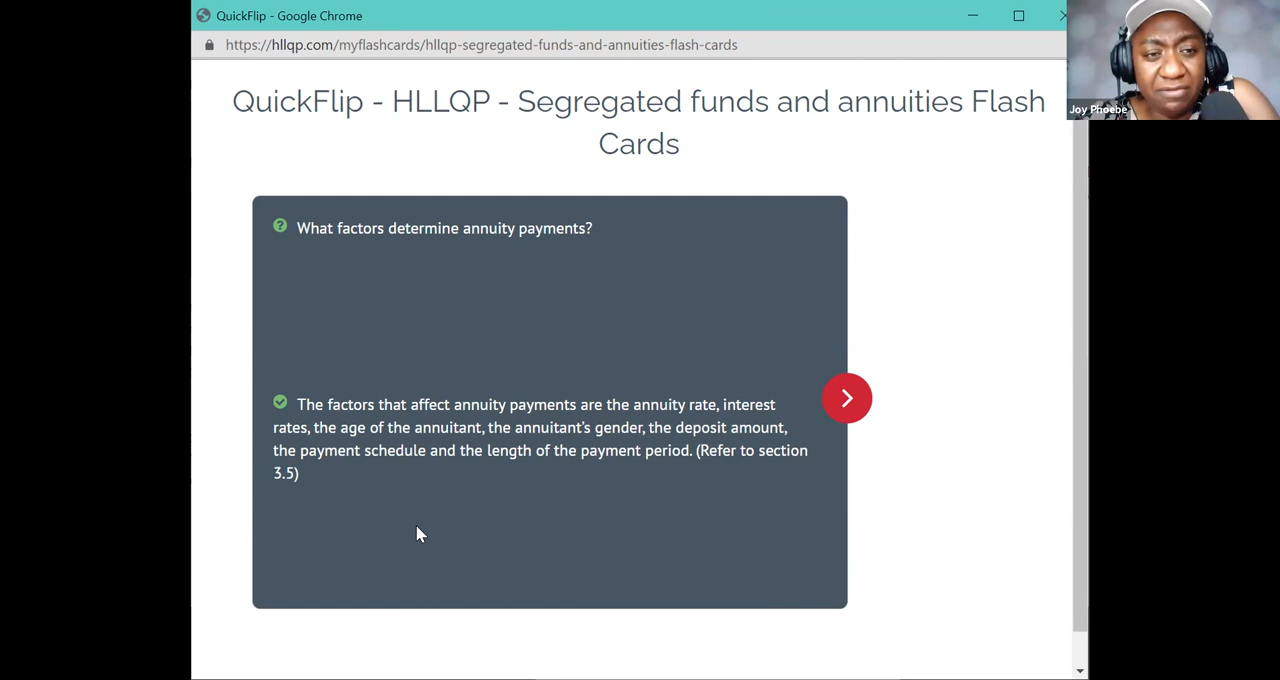 QuickFlip - Google Chrome
https://hllqp.com/myflashcards/hllqp-segregated-funds-and-annuities-flash-cards
Joy Phoebe
QuickFlip - HLLQP - Segregated funds and annuities Flash
Cards
What factors determine annuity payments?
The factors that affect annuity payments are the annuity rate, interest
rates, the age of the annuitant, the annuitant's gender, the deposit amount,
the payment schedule and the length of the payment period. (Refer to section
3.5)